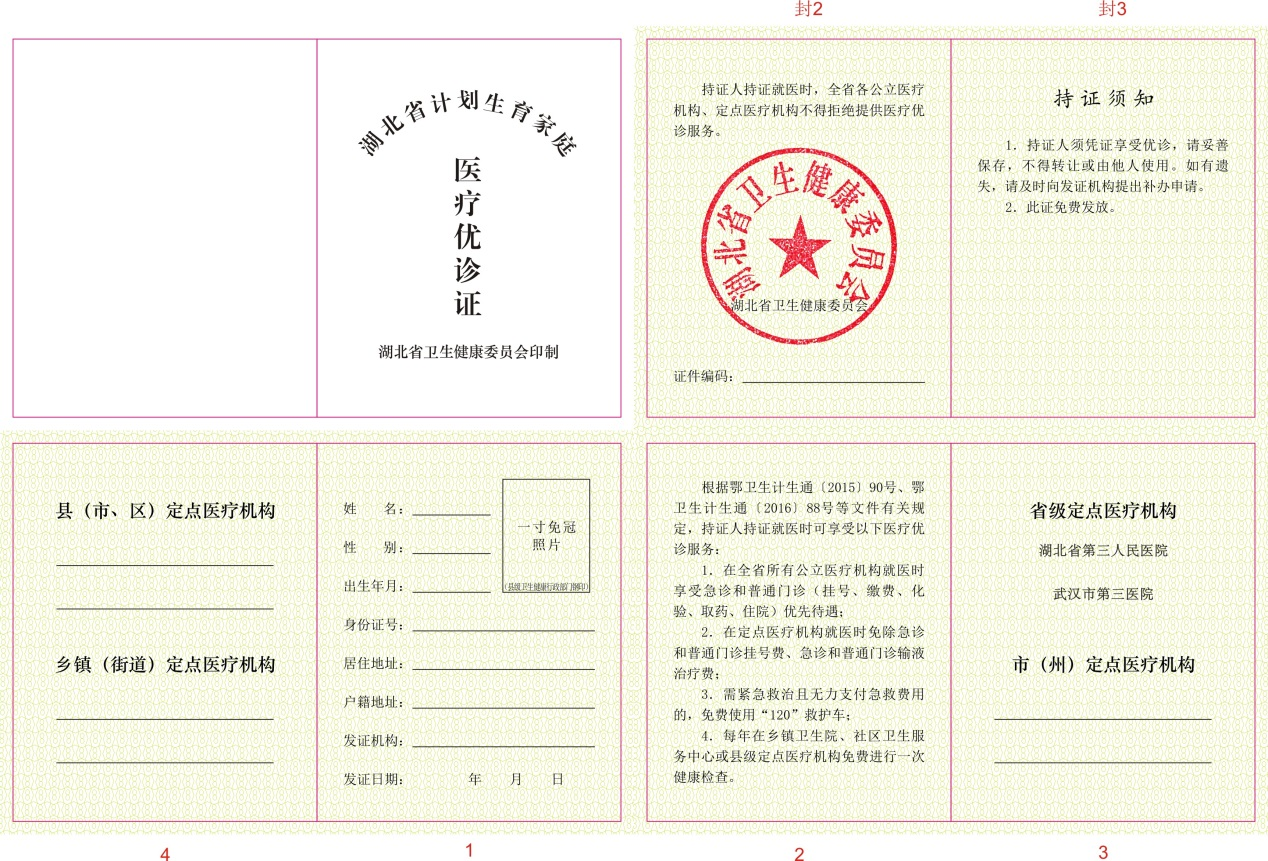 封2
封3
湖北省计划生育家庭
医疗优诊证
湖北省卫生健康委员会印制
持证人持证就医时，全省各公立医疗
机构、定点医疗机构不得拒绝提供医疗优
诊服务。
湖北省卫生健康委员会
湖北省卫生健康委员会
证件编码：
持证须知
1．持证人须凭证享受优诊，请妥善
保存，不得转让或由他人使用。如有遗
失，请及时向发证机构提出补办申请。
2．此证免费发放。
县（市、区）定点医疗机构
乡镇（街道）定点医疗机构
姓　　名：
性　　别：
出生年月：
身份证号：
居住地址：
户籍地址：
发证机构：
发证日期：　　　　年　　月　　日
一寸免冠
照片
（县级卫生健康行政部门钢印）
根据鄂卫生计生通〔2015〕90号、鄂
卫生计生通〔2016〕88号等文件有关规
定，持证人持证就医时可享受以下医疗优
诊服务：
1．在全省所有公立医疗机构就医时
享受急诊和普通门诊（挂号、缴费、化
验、取药、住院）优先待遇；
2．在定点医疗机构就医时免除急诊
和普通门诊挂号费、急诊和普通门诊输液
治疗费；
3．需紧急救治且无力支付急救费用
的，免费使用“120”救护车；
4．每年在乡镇卫生院、社区卫生服
务中心或县级定点医疗机构免费进行一次
健康检查。
省级定点医疗机构
湖北省第三人民医院
武汉市第三医院
市（州）定点医疗机构
4
1
2
3